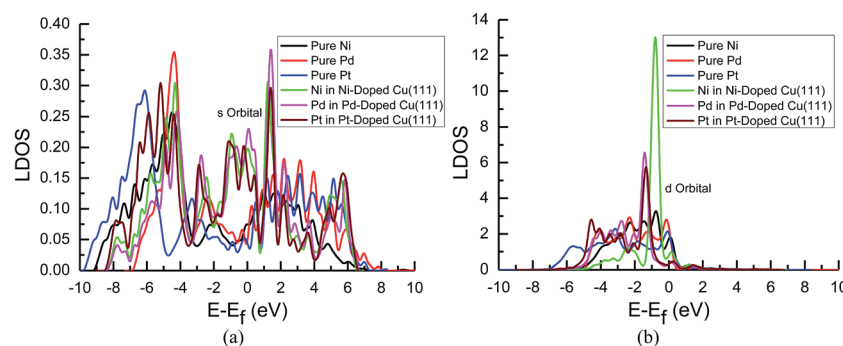 0.40
0.35
0.30
0.25
0.20
0.15
0.10
0.05
0.00
LDOS
Pure Ni
Pure Pd
Pure Pt
Ni in Ni-Doped Cu(111)
Pd in Pd-Doped Cu(111)
Pt in Pt-Doped Cu(111)
s Orbital
-10 -8 -6 -4 -2 0 2 4 6 8 10
E-Ef (eV)
(a)
14
12
10
8
6
4
2
0
LDOS
Pure Ni
Pure Pd
Pure Pt
Ni in Ni-Doped Cu(111)
Pd in Pd-Doped Cu(111)
Pt in Pt-Doped Cu(111)
d Orbital
-10 -8 -6 -4 -2 0 2 4 6 8 10
E-Ef (eV)
(b)